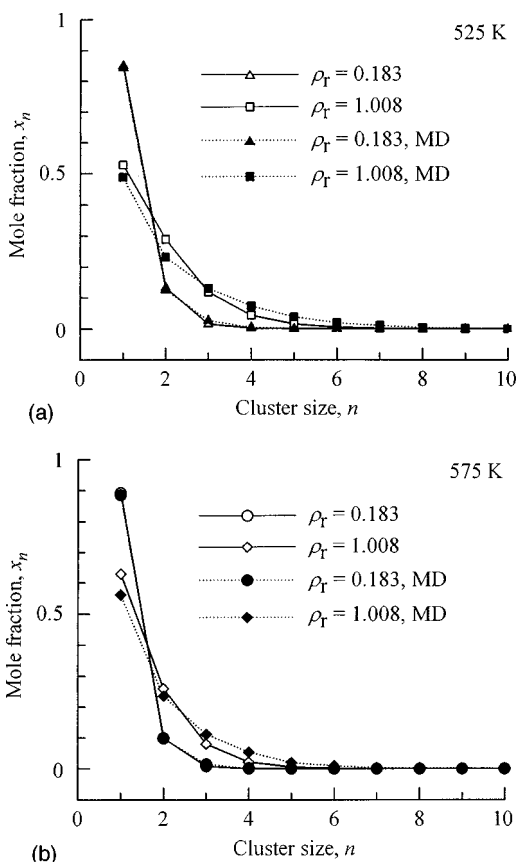 525 K
1
0.5
0
Mole fraction, xₙ
ρᵣ = 0.183
ρᵣ = 1.008
ρᵣ = 0.183, MD
ρᵣ = 1.008, MD
0 2 4 6 8 10
Cluster size, n
(a)
575 K
1
0.5
0
Mole fraction, xₙ
ρᵣ = 0.183
ρᵣ = 1.008
ρᵣ = 0.183, MD
ρᵣ = 1.008, MD
0 2 4 6 8 10
Cluster size, n
(b)